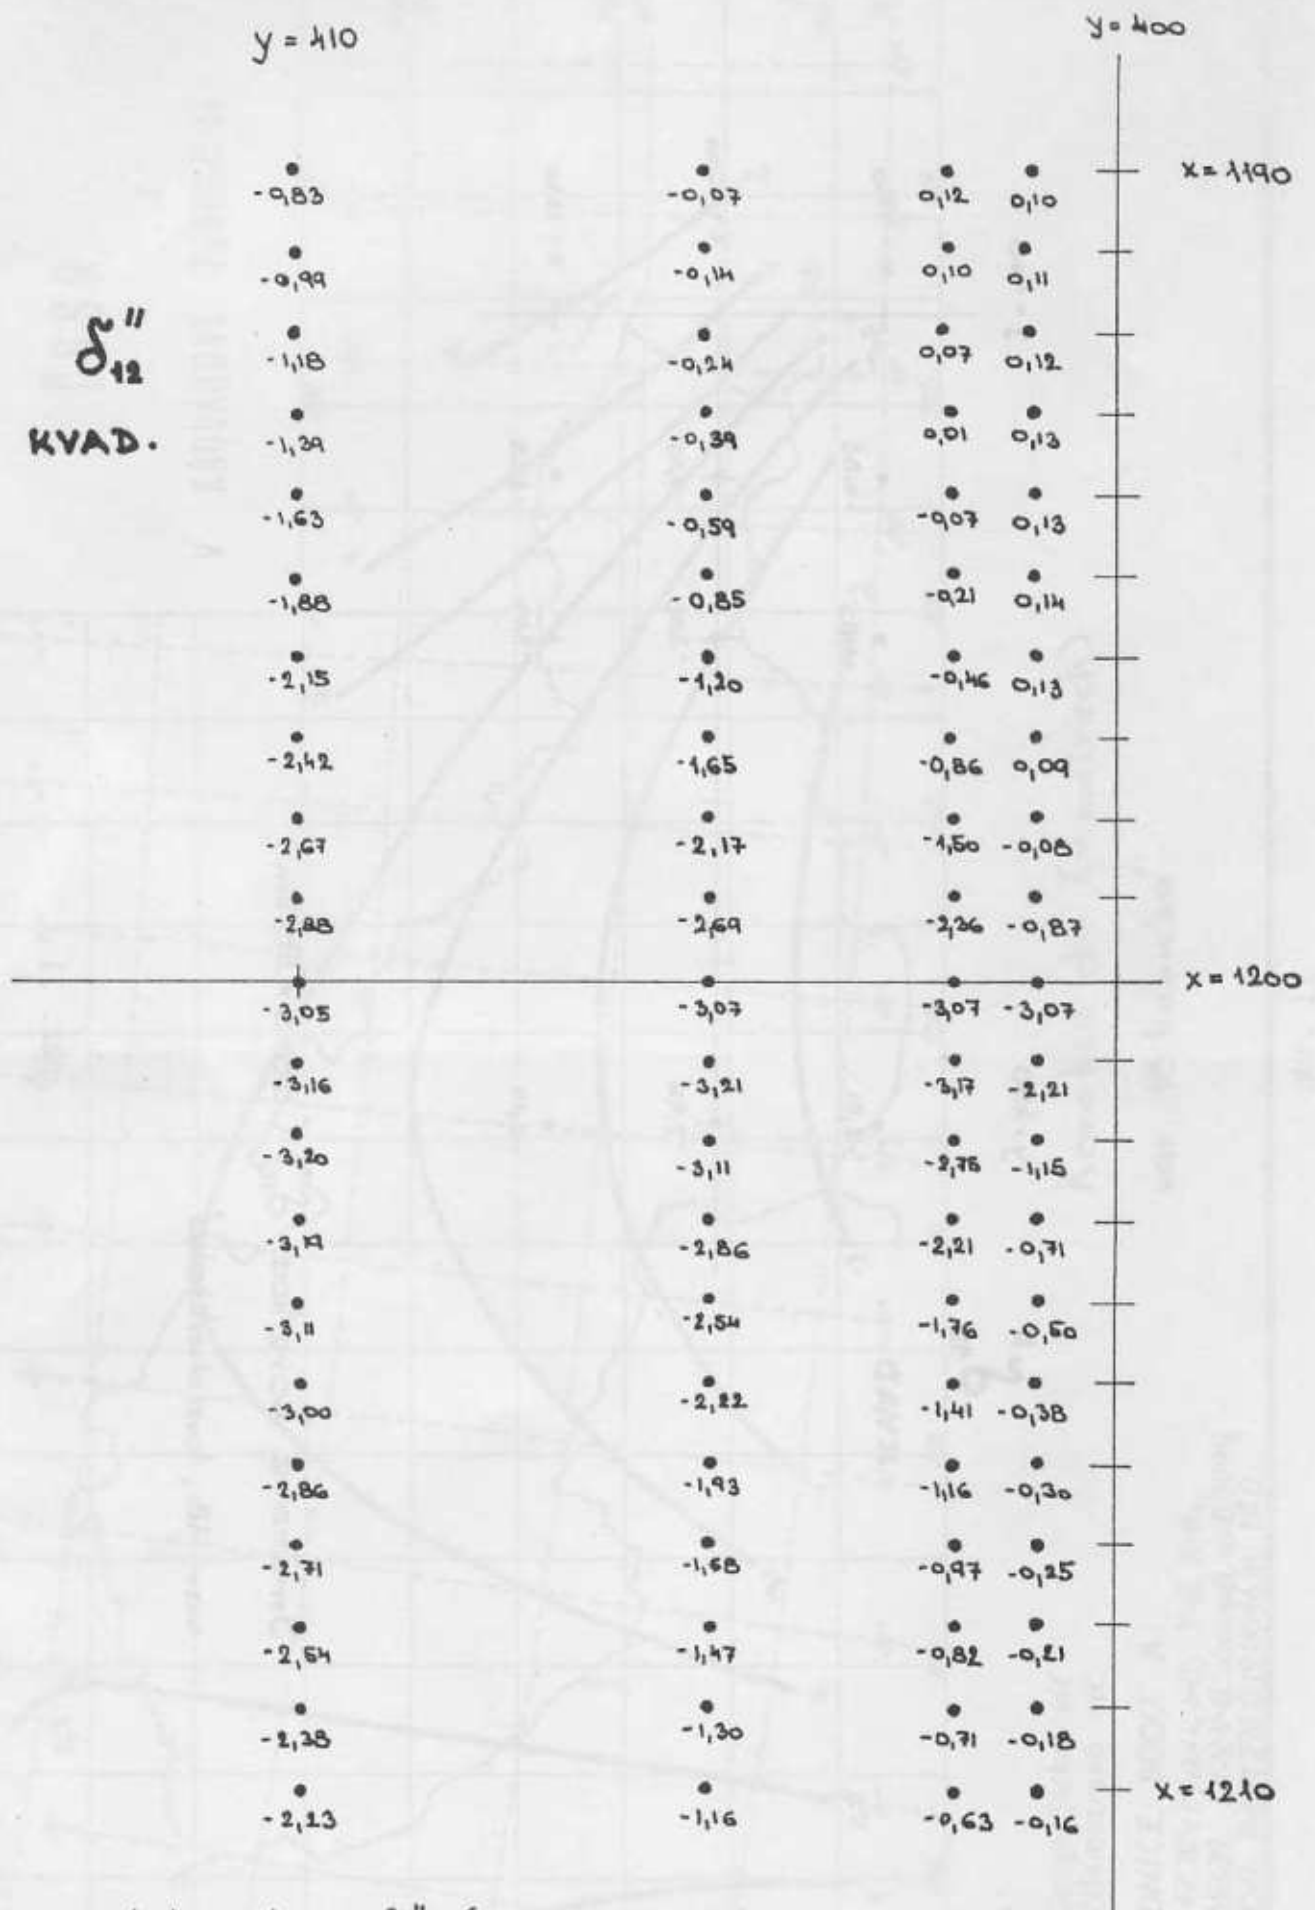 y = 410 y = 400
x = 1190
-0,83 -0,07 0,12 0,10
-0,99 -0,14 0,10 0,11
δ"12
-1,18 -0,24 0,07 0,12
KVAD.
-1,39 -0,39 0,01 0,13
-1,63 -0,59 -0,07 0,13
-1,88 -0,85 -0,21 0,14
-2,15 -1,20 -0,46 0,13
-2,42 -1,65 -0,86 0,09
-2,67 -2,17 -1,50 -0,08
-2,88 -2,69 -2,36 -0,87
x = 1200
-3,05 -3,07 -3,07 -3,07
-3,16 -3,21 -3,17 -2,21
-3,20 -3,11 -2,75 -1,15
-3,17 -2,86 -2,21 -0,71
-3,11 -2,54 -1,76 -0,50
-3,00 -2,22 -1,41 -0,38
-2,86 -1,93 -1,16 -0,30
-2,71 -1,68 -0,97 -0,25
-2,54 -1,47 -0,82 -0,21
-2,38 -1,30 -0,71 -0,18
x = 1210
-2,23 -1,16 -0,63 -0,16